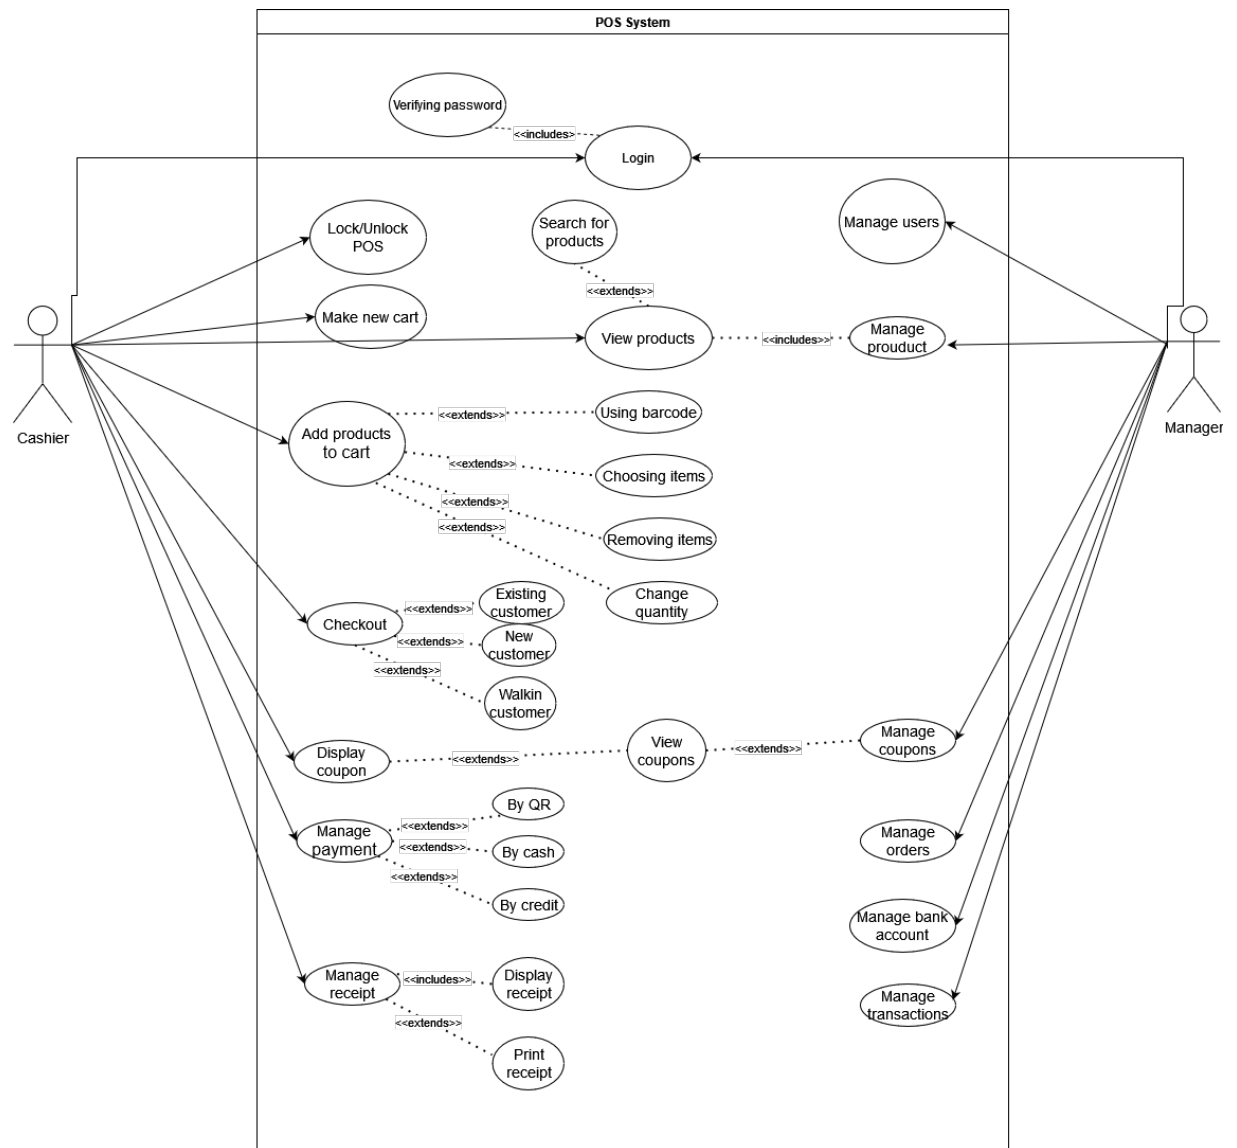 POS System
Verifying password
<<includes>
Login
Lock/Unlock
POS
Search for
products
Manage users
<<extends>>
Make new cart
View products
<<includes>>
Manage
prouduct
Cashier
Manager
Add products
to cart
<<extends>>
Using barcode
<<extends>>
Choosing items
<<extends>>
<<extends>>
Removing items
Change
quantity
Checkout
<<extends>>
Existing
customer
<<extends>>
New
customer
<<extends>>
Walkin
customer
Display
coupon
<<extends>>
View
coupons
<<extends>>
Manage
coupons
Manage
payment
<<extends>>
By QR
<<extends>>
By cash
<<extends>>
By credit
Manage
orders
Manage bank
account
Manage
receipt
<<includes>>
Display
receipt
<<extends>>
Print
receipt
Manage
transactions